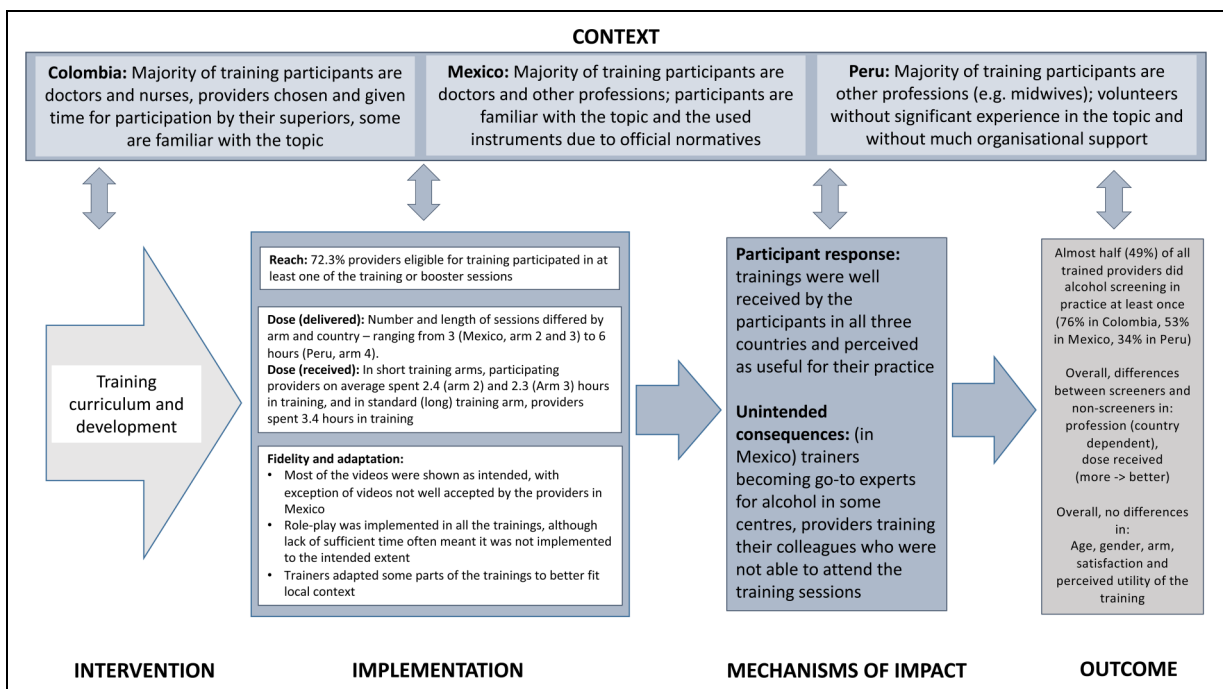 CONTEXT
Colombia: Majority of training participants are
doctors and nurses, providers chosen and given
time for participation by their superiors, some
are familiar with the topic
Mexico: Majority of training participants are
doctors and other professions; participants are
familiar with the topic and the used
instruments due to official normatives
Peru: Majority of training participants are
other professions (e.g. midwives); volunteers
without significant experience in the topic and
without much organisational support
Training
curriculum and
development
Reach: 72.3% providers eligible for training participated in at
least one of the training or booster sessions
Dose (delivered): Number and length of sessions differed by
arm and country – ranging from 3 (Mexico, arm 2 and 3) to 6
hours (Peru, arm 4).
Dose (received): In short training arms, participating
providers on average spent 2.4 (arm 2) and 2.3 (Arm 3) hours
in training, and in standard (long) training arm, providers
spent 3.4 hours in training
Fidelity and adaptation:
• Most of the videos were shown as intended, with
exception of videos not well accepted by the providers in
Mexico
• Role-play was implemented in all the trainings, although
lack of sufficient time often meant it was not implemented
to the intended extent
• Trainers adapted some parts of the trainings to better fit
local context
Participant response:
trainings were well
received by the
participants in all three
countries and perceived
as useful for their practice
Unintended
consequences: (in
Mexico) trainers
becoming go-to experts
for alcohol in some
centres, providers training
their colleagues who were
not able to attend the
training sessions
Almost half (49%) of all
trained providers did
alcohol screening in
practice at least once
(76% in Colombia, 53%
in Mexico, 34% in Peru)
Overall, differences
between screeners and
non-screeners in:
profession (country
dependent),
dose received
(more -> better)
Overall, no differences
in:
Age, gender, arm,
satisfaction and
perceived utility of the
training
INTERVENTION
IMPLEMENTATION
MECHANISMS OF IMPACT
OUTCOME